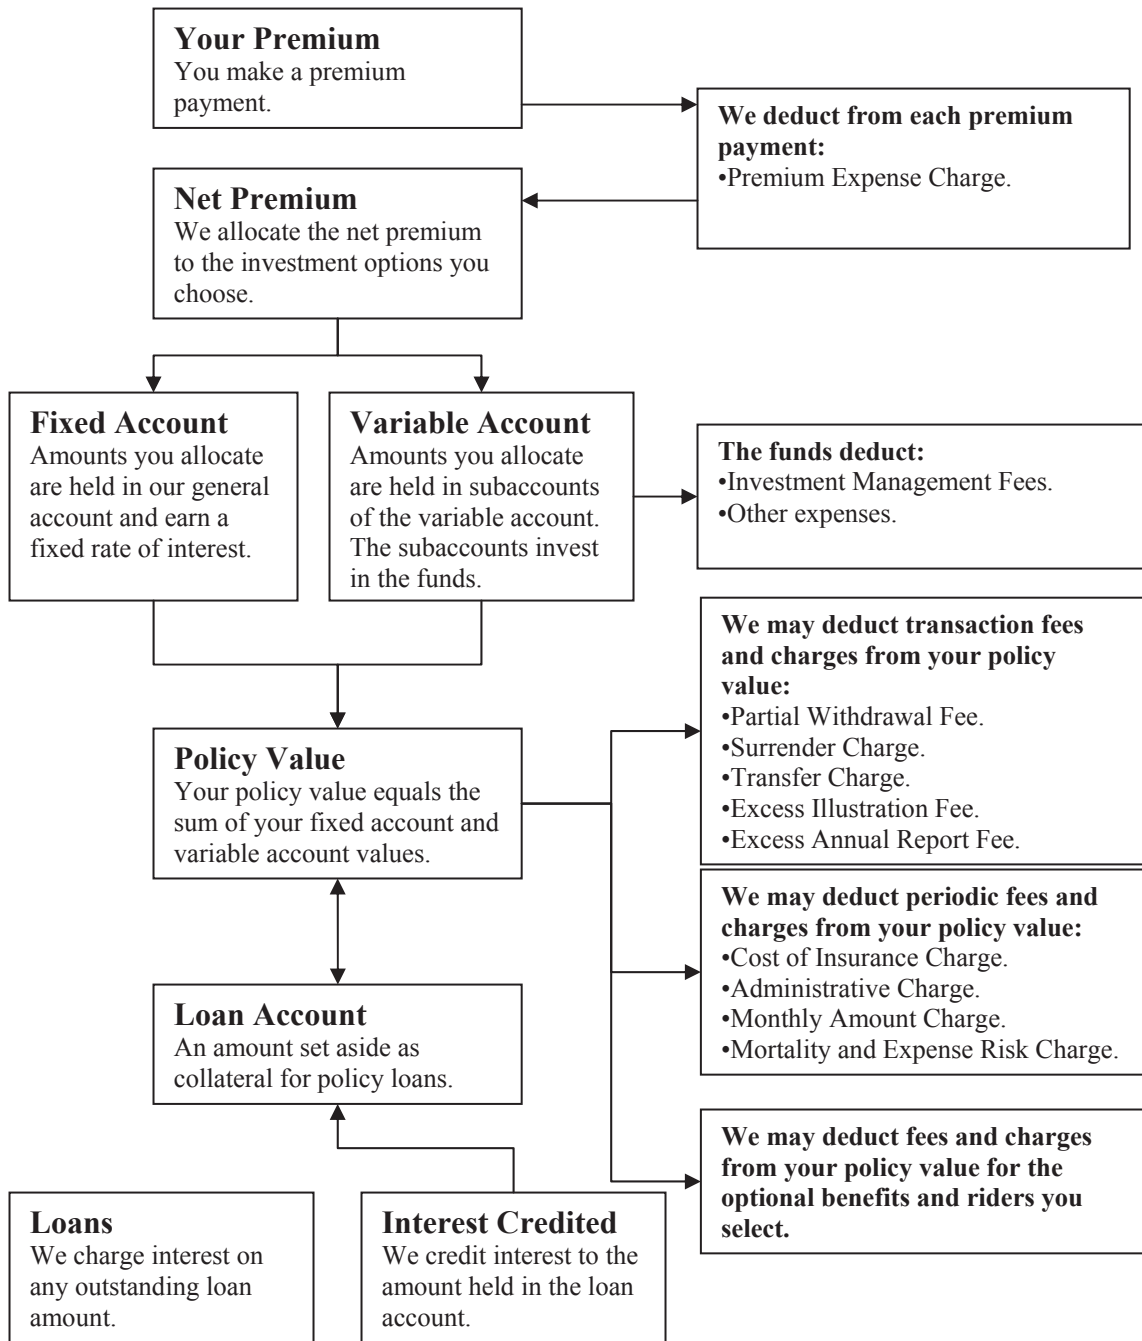 Your Premium
You make a premium
payment.
We deduct from each premium
payment:
•Premium Expense Charge.
Net Premium
We allocate the net premium
to the investment options you
choose.
Fixed Account
Amounts you allocate
are held in our general
account and earn a
fixed rate of interest.
Variable Account
Amounts you allocate
are held in subaccounts
of the variable account.
The subaccounts invest
in the funds.
The funds deduct:
•Investment Management Fees.
•Other expenses.
We may deduct transaction fees
and charges from your policy
value:
•Partial Withdrawal Fee.
•Surrender Charge.
•Transfer Charge.
•Excess Illustration Fee.
•Excess Annual Report Fee.
Policy Value
Your policy value equals the
sum of your fixed account and
variable account values.
We may deduct periodic fees and
charges from your policy value:
•Cost of Insurance Charge.
•Administrative Charge.
•Monthly Amount Charge.
•Mortality and Expense Risk Charge.
Loan Account
An amount set aside as
collateral for policy loans.
We may deduct fees and charges
from your policy value for the
optional benefits and riders you
select.
Loans
We charge interest on
any outstanding loan
amount.
Interest Credited
We credit interest to the
amount held in the loan
account.